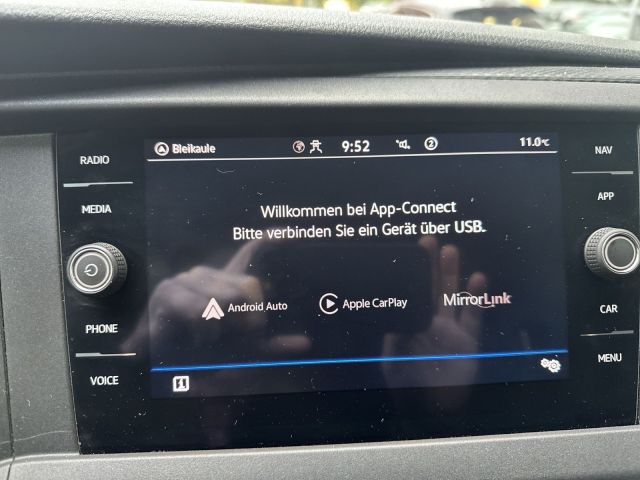 RADIO
MEDIA
PHONE
VOICE
Bleikaule
9:52
2
11.0°C
Willkommen bei App-Connect
Bitte verbinden Sie ein Gerät über USB.
Android Auto
Apple CarPlay
MirrorLink
NAV
APP
CAR
MENU